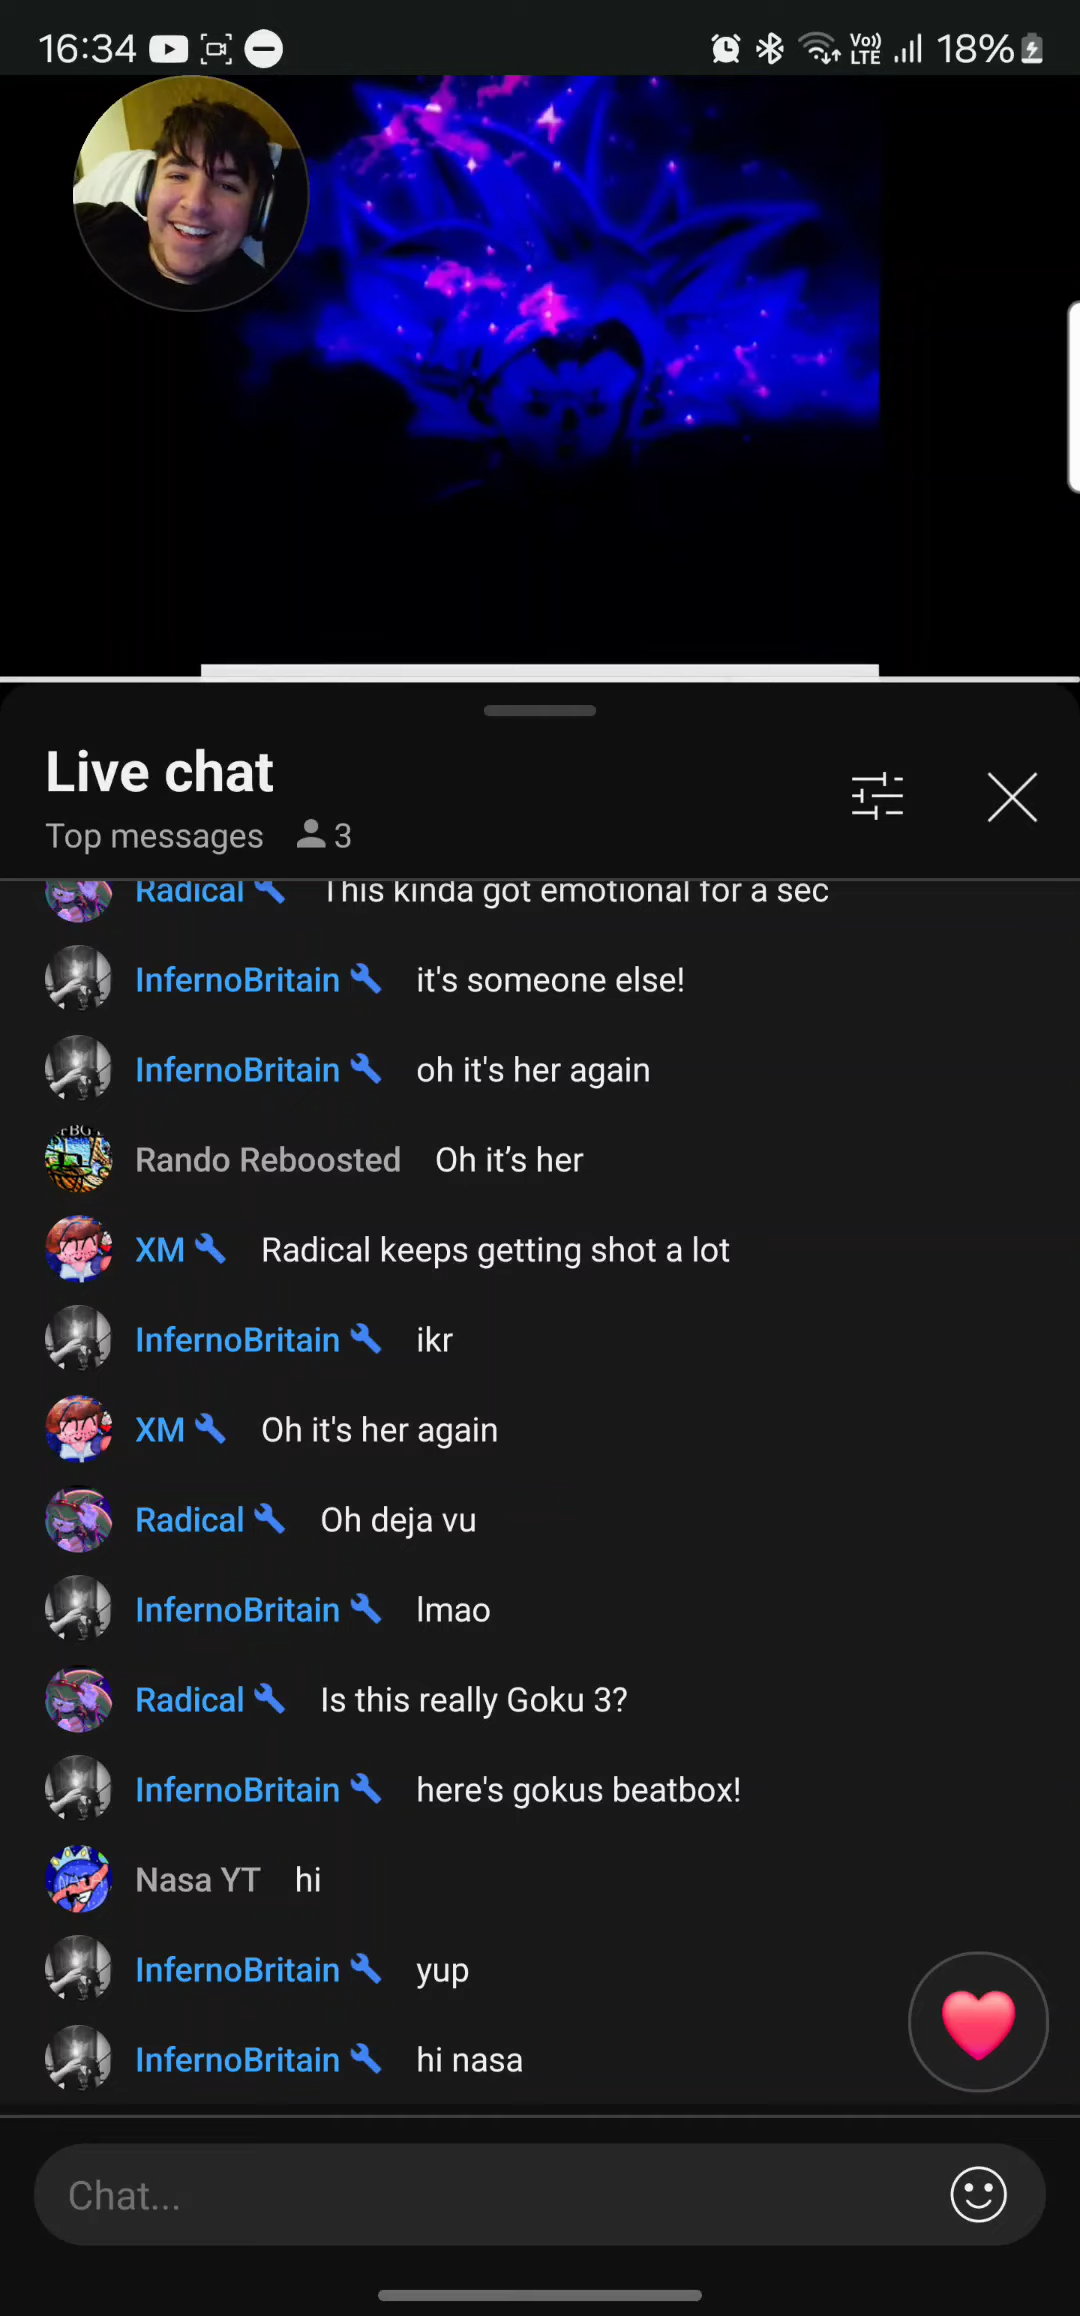 16:34
Vo)) LTE 18%
Live chat
Top messages 3
Radical This kinda got emotional for a sec
InfernoBritain it's someone else!
InfernoBritain oh it's her again
Rando Reboosted Oh it’s her
XM Radical keeps getting shot a lot
InfernoBritain ikr
XM Oh it's her again
Radical Oh deja vu
InfernoBritain lmao
Radical Is this really Goku 3?
InfernoBritain here's gokus beatbox!
Nasa YT hi
InfernoBritain yup
InfernoBritain hi nasa
Chat...